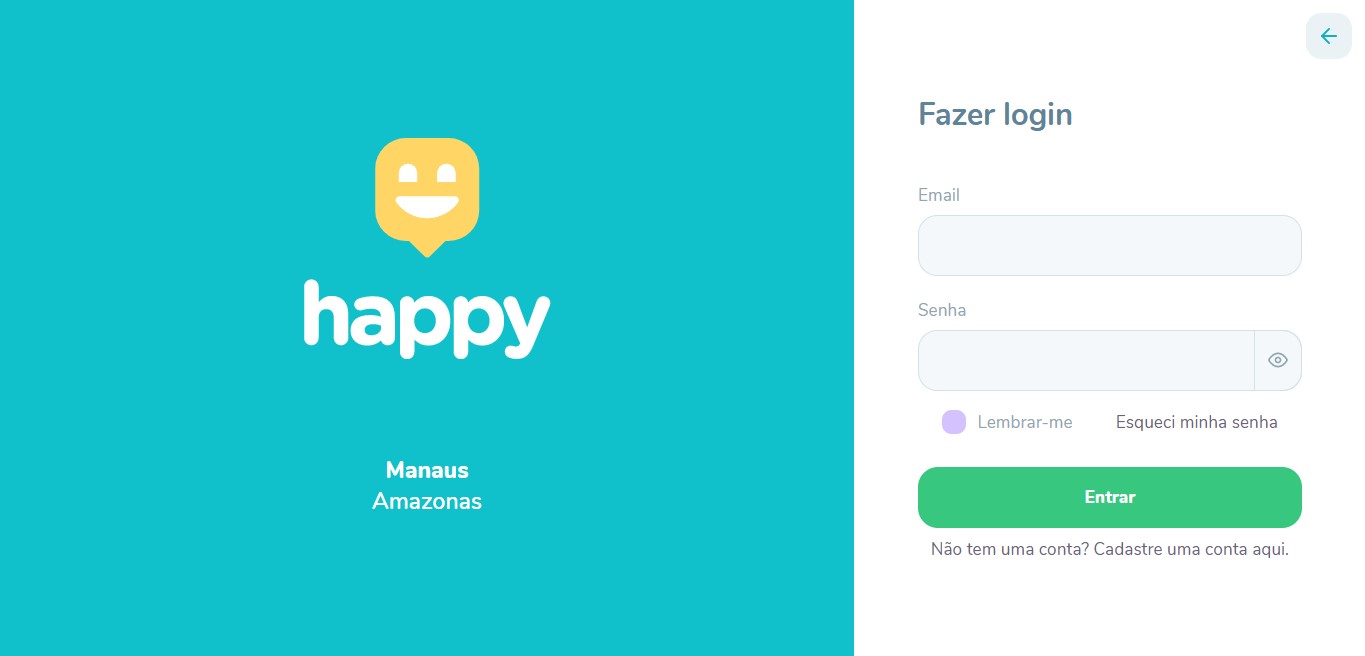 happy
Manaus
Amazonas
Fazer login
Email
Senha
Lembrar-me
Esqueci minha senha
Entrar
Não tem uma conta? Cadastre uma conta aqui.